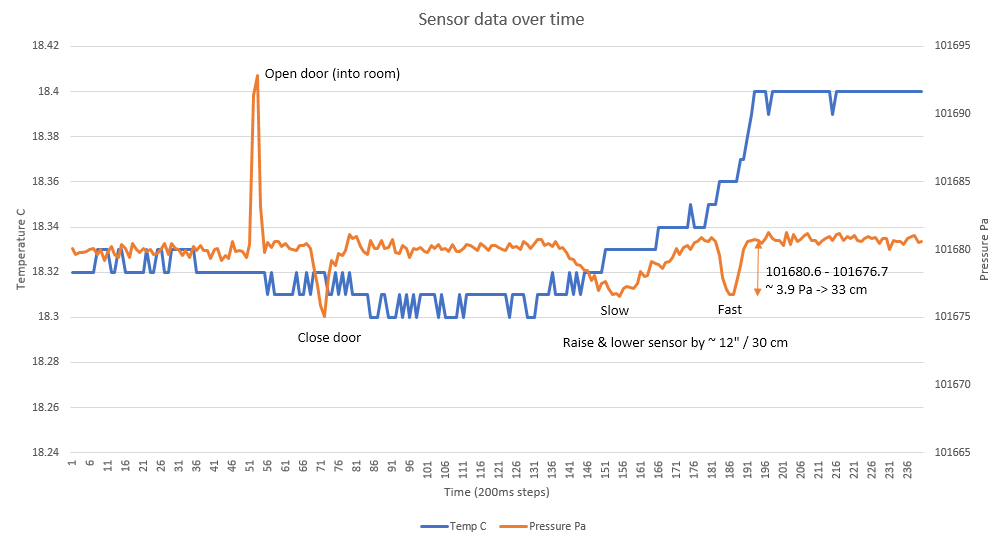 Sensor data over time
18.42
18.4
18.38
18.36
18.34
18.32
18.3
18.28
18.26
18.24
Temperature C
101695
101690
101685
101680
101675
101670
101665
Pressure Pa
Open door (into room)
Close door
Slow
Fast
101680.6 - 101676.7
~ 3.9 Pa -> 33 cm
Raise & lower sensor by ~ 12" / 30 cm
1 6 11 16 21 26 31 36 41 46 51 56 61 66 71 76 81 86 91 96 101 106 111 116 121 126 131 136 141 146 151 156 161 166 171 176 181 186 191 196 201 206 211 216 221 226 231 236
Time (200ms steps)
Temp C Pressure Pa